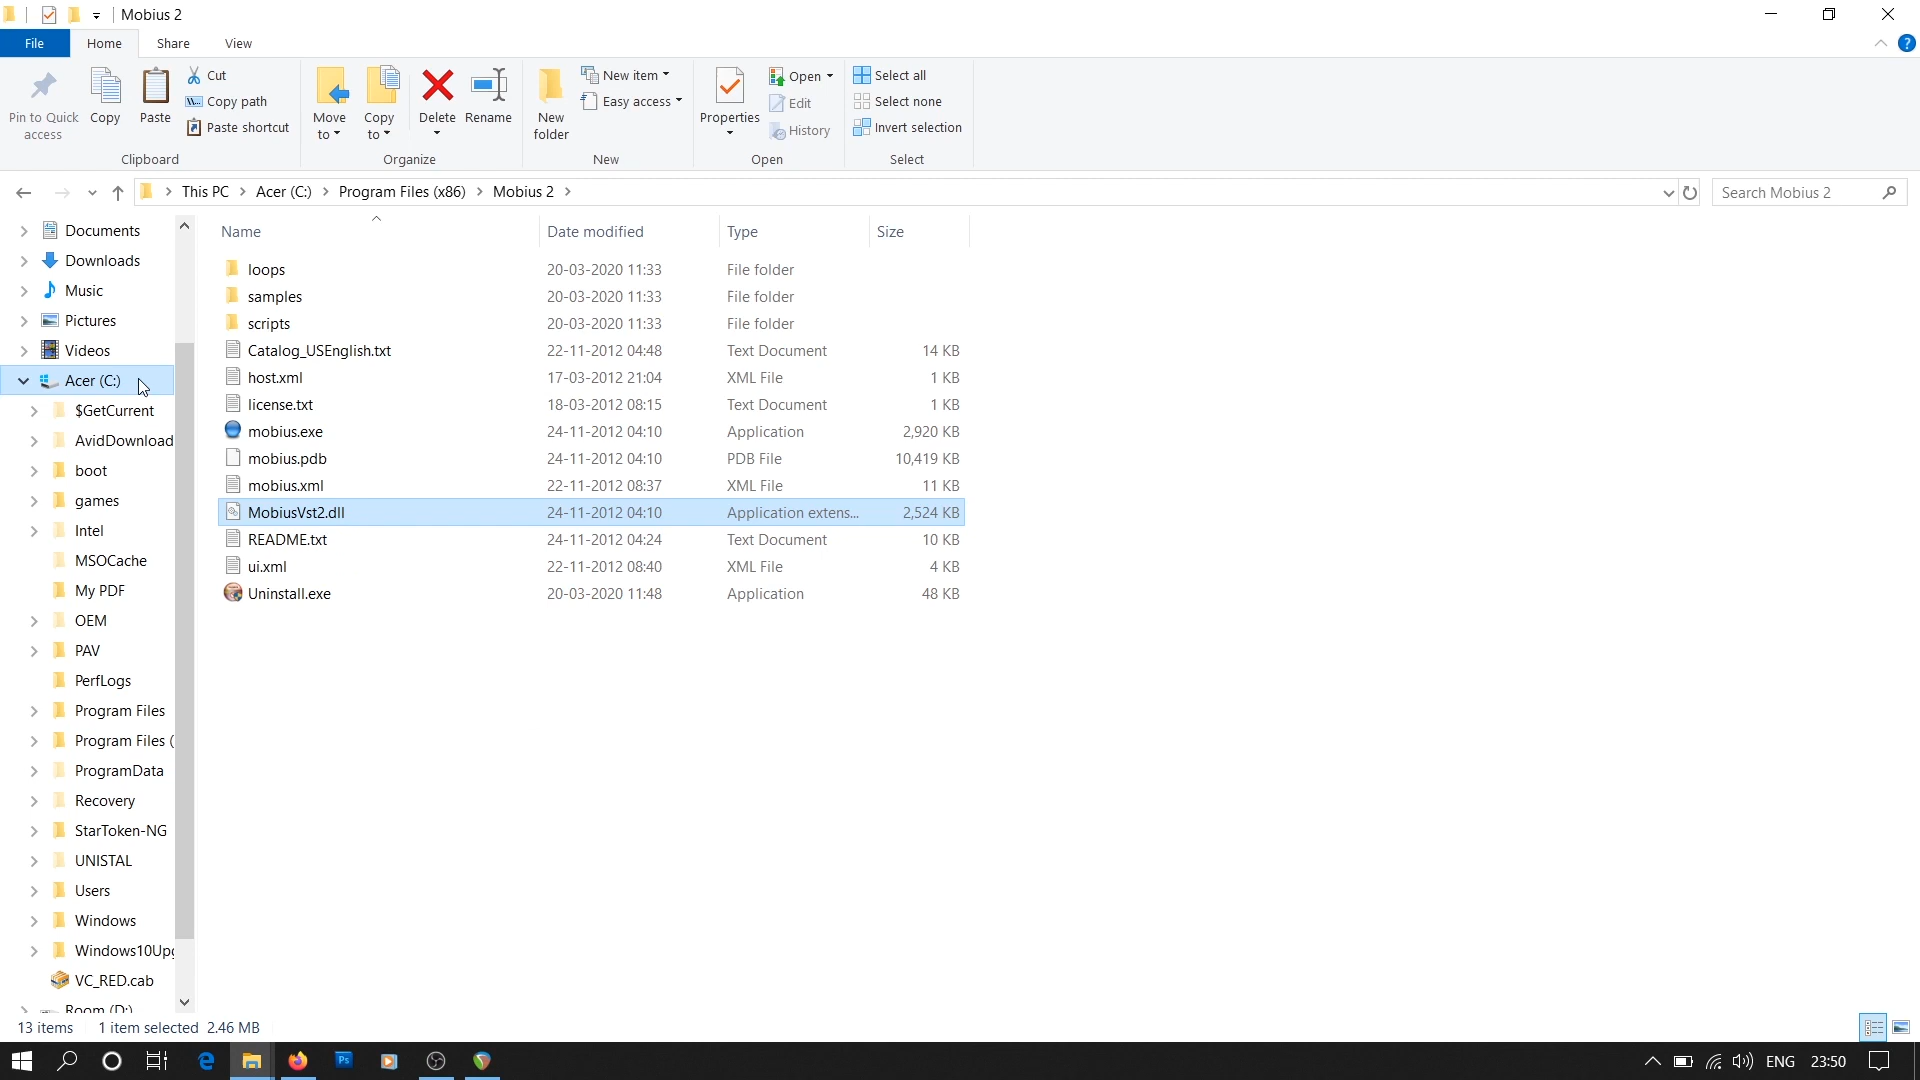 Mobius 2
File Home Share View
Pin to Quick access
Copy
Paste
Cut
Copy path
Paste shortcut
Clipboard
Move to
Copy to
Delete
Rename
Organize
New folder
New item
Easy access
New
Properties
Open
Edit
History
Open
Select all
Select none
Invert selection
Select
This PC Acer (C:) Program Files (x86) Mobius 2
Search Mobius 2
Documents
Downloads
Music
Pictures
Videos
Acer (C:)
$GetCurrent
AvidDownload
boot
games
Intel
MSOCache
My PDF
OEM
PAV
PerfLogs
Program Files
Program Files (
ProgramData
Recovery
StarToken-NG
UNISTAL
Users
Windows
Windows10Upg
VC_RED.cab
Room (D:)
Name Date modified Type Size
loops 20-03-2020 11:33 File folder
samples 20-03-2020 11:33 File folder
scripts 20-03-2020 11:33 File folder
Catalog_USEnglish.txt 22-11-2012 04:48 Text Document 14 KB
host.xml 17-03-2012 21:04 XML File 1 KB
license.txt 18-03-2012 08:15 Text Document 1 KB
mobius.exe 24-11-2012 04:10 Application 2,920 KB
mobius.pdb 24-11-2012 04:10 PDB File 10,419 KB
mobius.xml 22-11-2012 08:37 XML File 11 KB
MobiusVst2.dll 24-11-2012 04:10 Application extens... 2,524 KB
README.txt 24-11-2012 04:24 Text Document 10 KB
ui.xml 22-11-2012 08:40 XML File 4 KB
Uninstall.exe 20-03-2020 11:48 Application 48 KB
13 items 1 item selected 2.46 MB
Ps
ENG 23:50